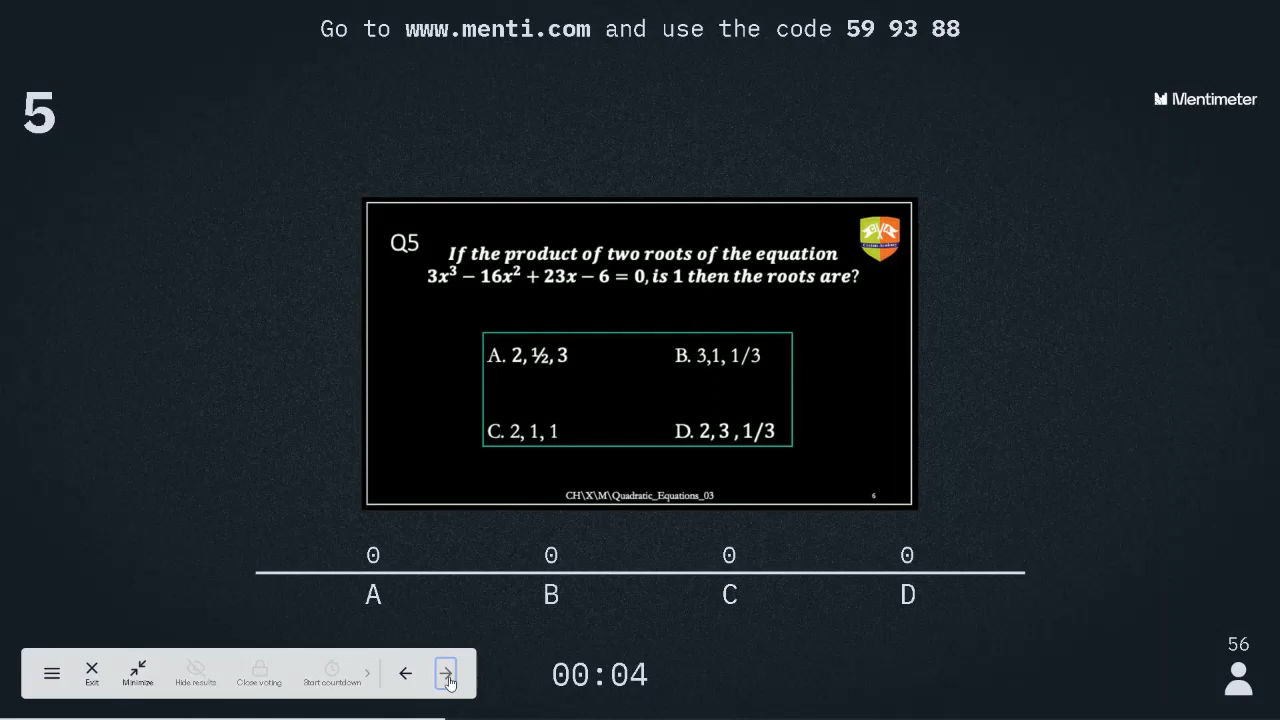 Go to www.menti.com and use the code 59 93 88
5
Mentimeter
Q5
If the product of two roots of the equation
3x³ − 16x² + 23x − 6 = 0, is 1 then the roots are?
A. 2, ½, 3
B. 3,1, 1/3
C. 2, 1, 1
D. 2, 3 , 1/3
CH\X\M\Quadratic_Equations_03
6
0 0 0 0
A B C D
56
Exit
Minimize
Hide results
Close voting
Start countdown
00:04